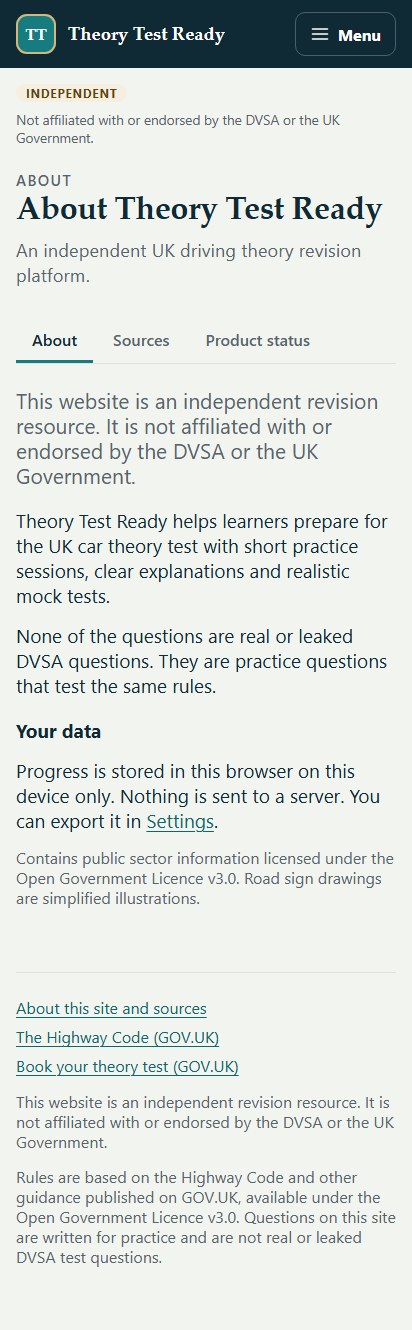 TT Theory Test Ready Menu
INDEPENDENT
Not affiliated with or endorsed by the DVSA or the UK
Government.
ABOUT
About Theory Test Ready
An independent UK driving theory revision
platform.
About Sources Product status
This website is an independent revision
resource. It is not affiliated with or
endorsed by the DVSA or the UK
Government.
Theory Test Ready helps learners prepare for
the UK car theory test with short practice
sessions, clear explanations and realistic
mock tests.
None of the questions are real or leaked
DVSA questions. They are practice questions
that test the same rules.
Your data
Progress is stored in this browser on this
device only. Nothing is sent to a server. You
can export it in Settings.
Contains public sector information licensed under the
Open Government Licence v3.0. Road sign drawings
are simplified illustrations.
About this site and sources
The Highway Code (GOV.UK)
Book your theory test (GOV.UK)
This website is an independent revision resource. It is
not affiliated with or endorsed by the DVSA or the UK
Government.
Rules are based on the Highway Code and other
guidance published on GOV.UK, available under the
Open Government Licence v3.0. Questions on this site
are written for practice and are not real or leaked
DVSA test questions.